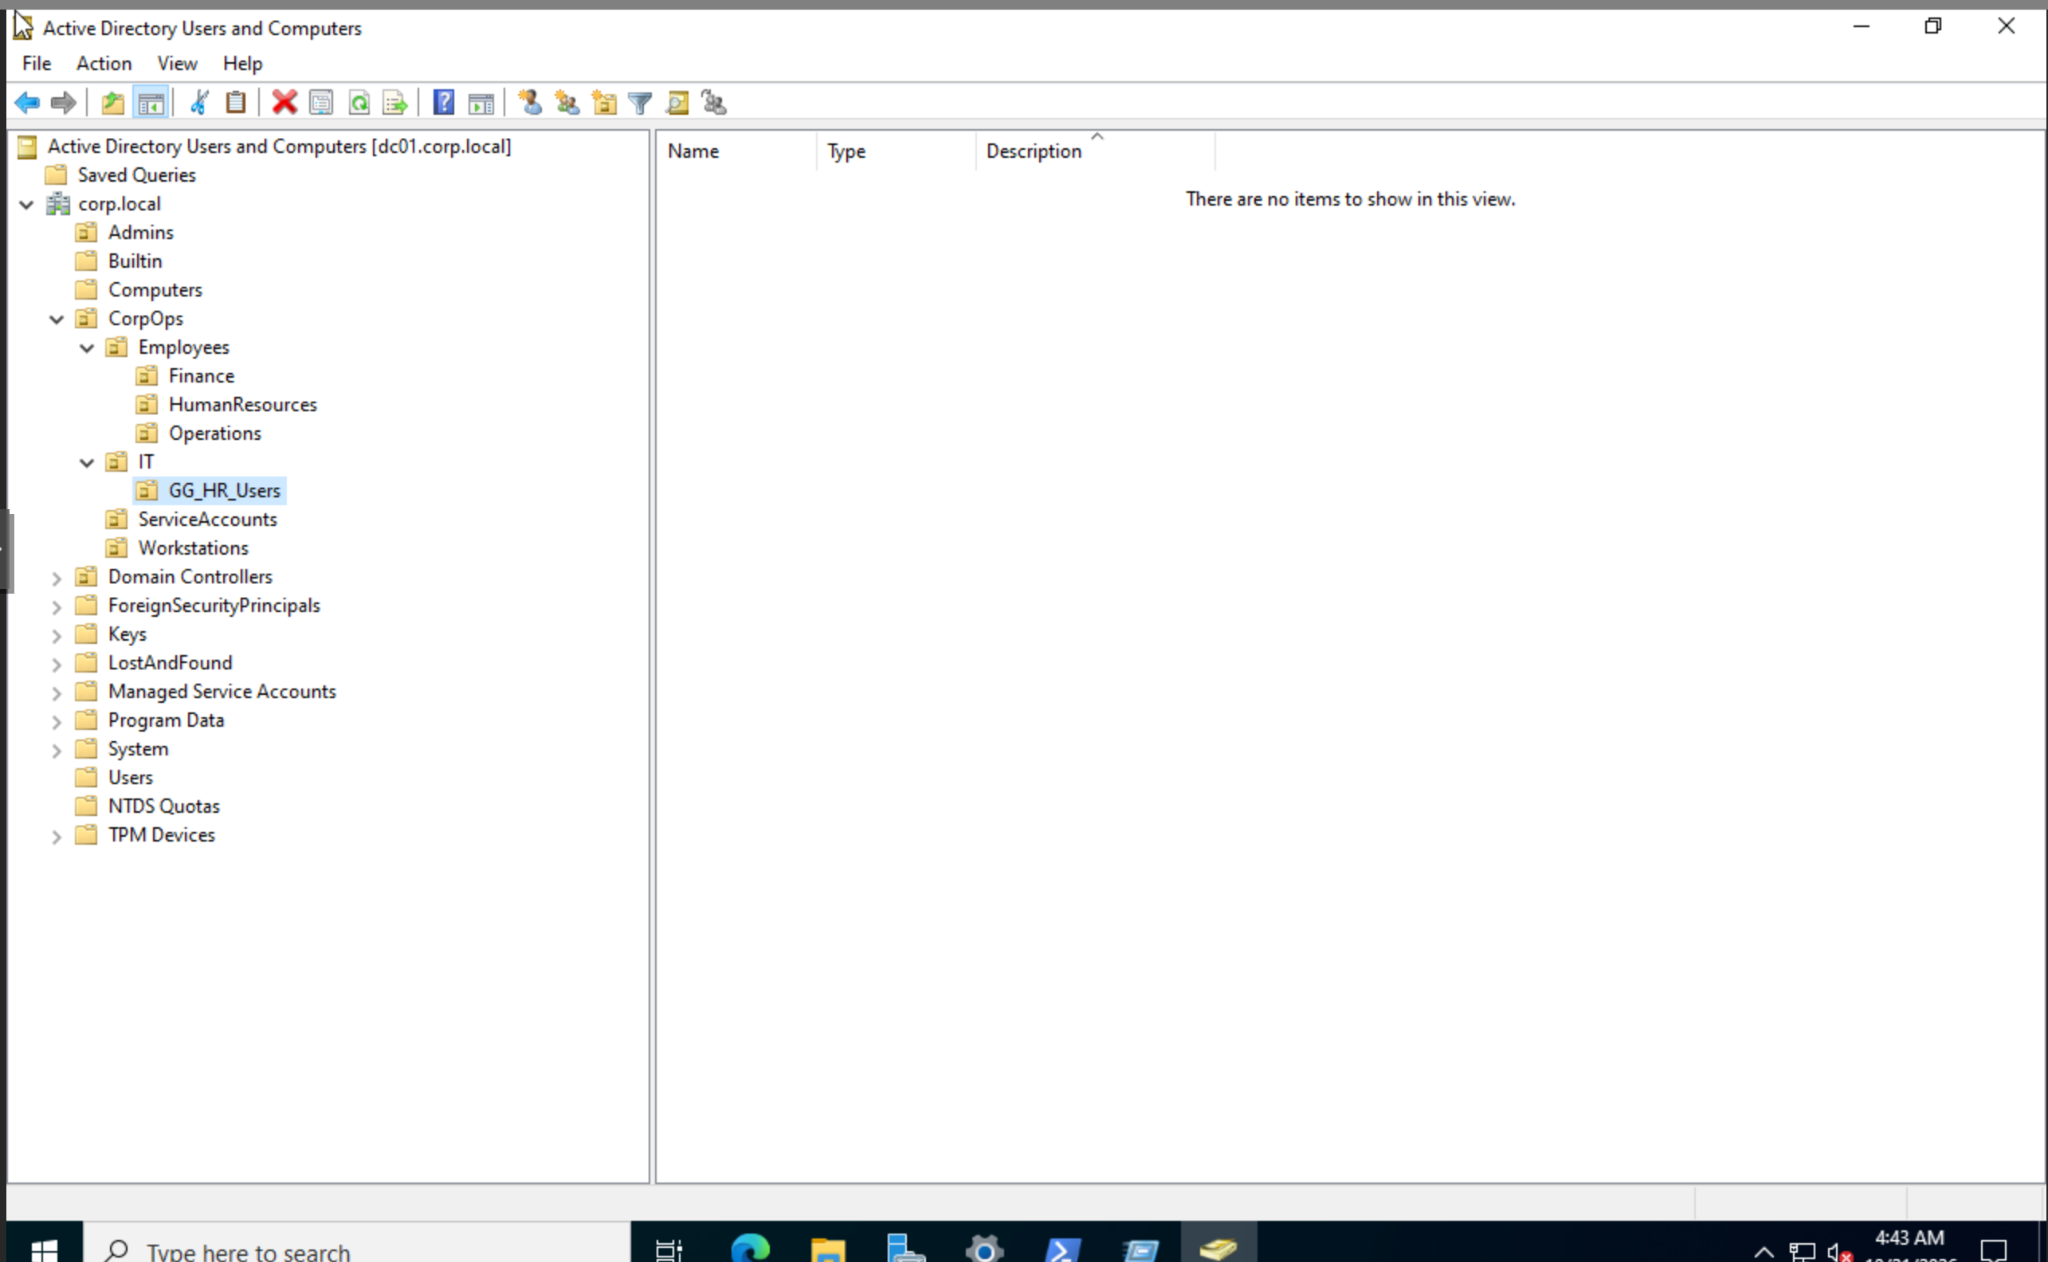 Active Directory Users and Computers
File Action View Help
Active Directory Users and Computers [dc01.corp.local]
Saved Queries
corp.local
Admins
Builtin
Computers
CorpOps
Employees
Finance
HumanResources
Operations
IT
GG_HR_Users
ServiceAccounts
Workstations
Domain Controllers
ForeignSecurityPrincipals
Keys
LostAndFound
Managed Service Accounts
Program Data
System
Users
NTDS Quotas
TPM Devices
Name Type Description
There are no items to show in this view.
Type here to search
4:43 AM